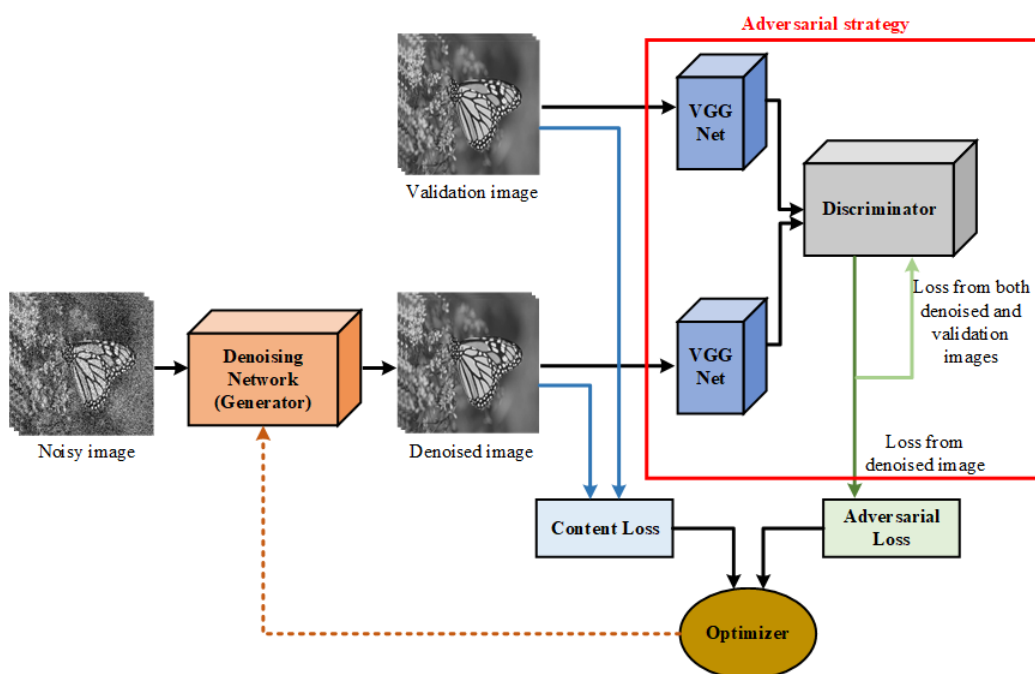 Adversarial strategy
VGG
Net
Validation image
Discriminator
Loss from both
denoised and
validation
images
Denoising
Network
(Generator)
VGG
Net
Noisy image
Denoised image
Loss from
denoised image
Content Loss
Adversarial
Loss
Optimizer